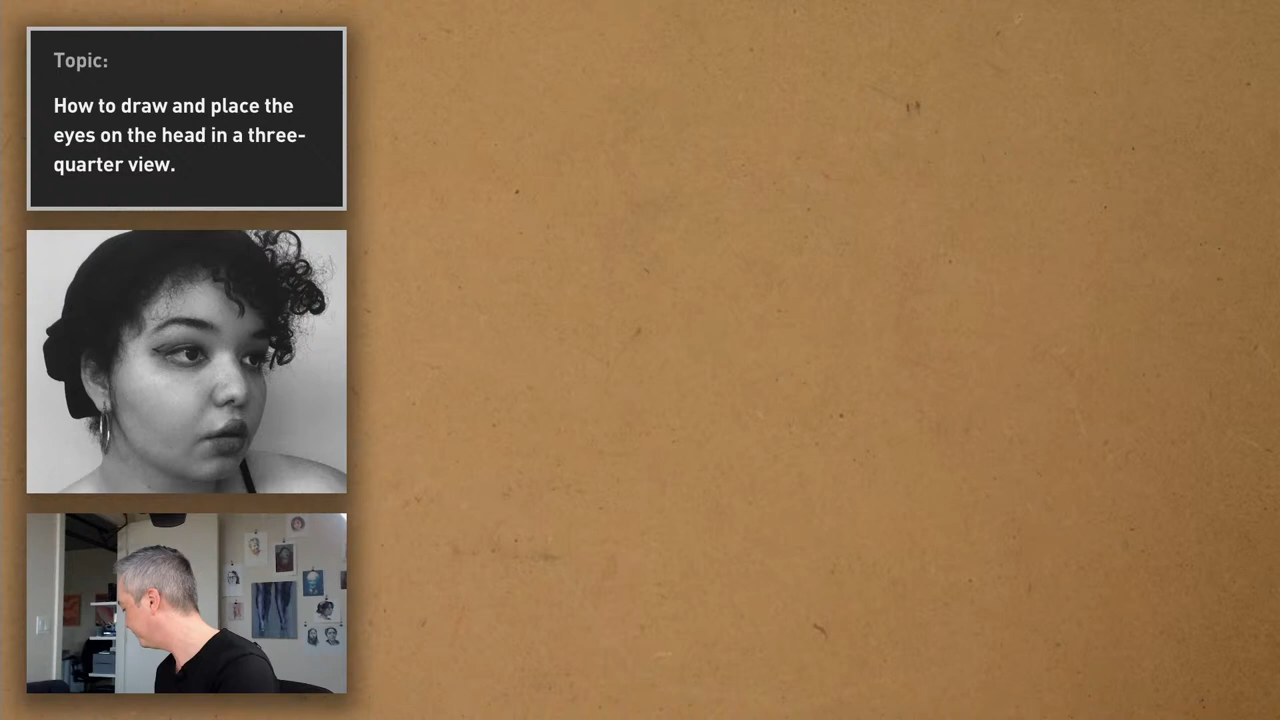 Topic:
How to draw and place the
eyes on the head in a three-
quarter view.